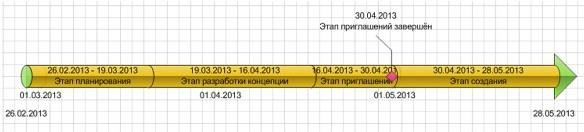 30.04.2013
Этап приглашений завершён
26.02.2013 - 19.03.2013
Этап планирования
19.03.2013 - 16.04.2013
Этап разработки концепции
16.04.2013 - 30.04.2013
Этап приглашений
30.04.2013 - 28.05.2013
Этап создания
01.03.2013
01.04.2013
01.05.2013
26.02.2013
28.05.2013